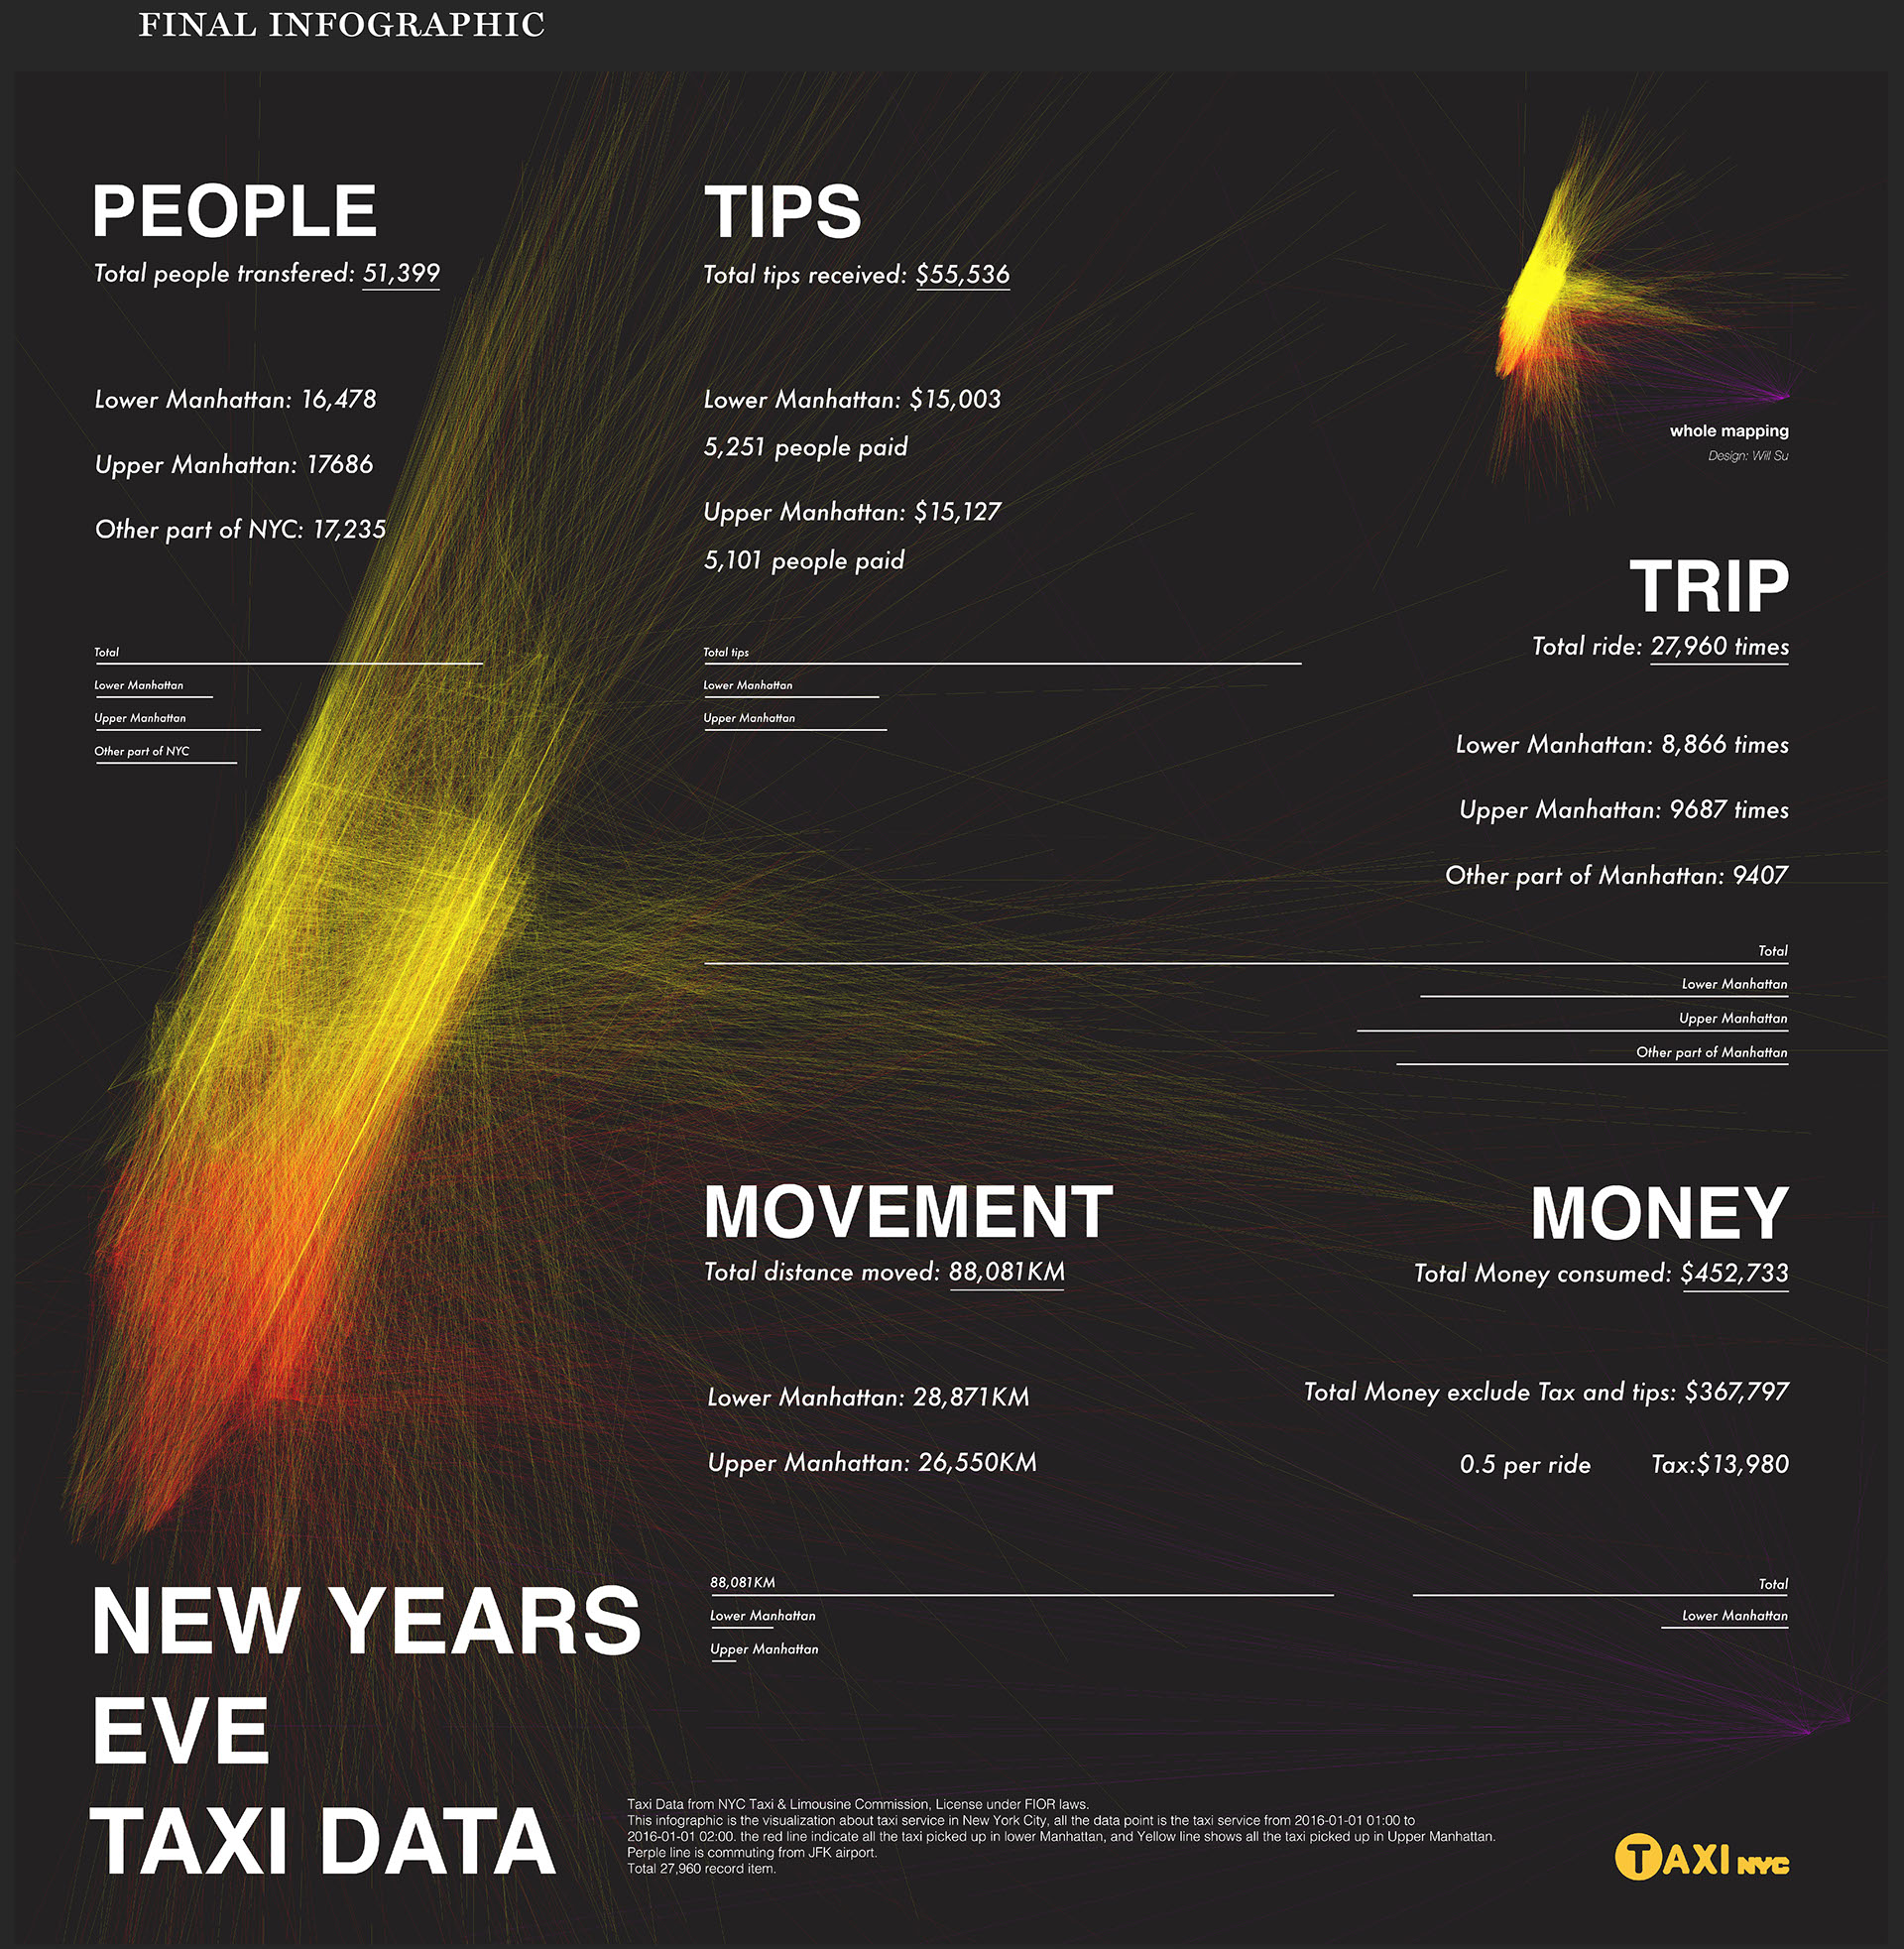 FINAL INFOGRAPHIC
PEOPLE
Total people transfered: 51,399
Lower Manhattan: 16,478
Upper Manhattan: 17686
Other part of NYC: 17,235
Total
Lower Manhattan
Upper Manhattan
Other part of NYC
TIPS
Total tips received: $55,536
Lower Manhattan: $15,003
5,251 people paid
Upper Manhattan: $15,127
5,101 people paid
Total tips
Lower Manhattan
Upper Manhattan
whole mapping
Design: Will Su
TRIP
Total ride: 27,960 times
Lower Manhattan: 8,866 times
Upper Manhattan: 9687 times
Other part of Manhattan: 9407
Total
Lower Manhattan
Upper Manhattan
Other part of Manhattan
MOVEMENT
Total distance moved: 88,081KM
Lower Manhattan: 28,871KM
Upper Manhattan: 26,550KM
88,081KM
Lower Manhattan
Upper Manhattan
MONEY
Total Money consumed: $452,733
Total Money exclude Tax and tips: $367,797
0.5 per ride Tax:$13,980
Total
Lower Manhattan
NEW YEARS
EVE
TAXI DATA
Taxi Data from NYC Taxi & Limousine Commission, License under FIOR laws.
This infographic is the visualization about taxi service in New York City, all the data point is the taxi service from 2016-01-01 01:00 to
2016-01-01 02:00. the red line indicate all the taxi picked up in lower Manhattan, and Yellow line shows all the taxi picked up in Upper Manhattan.
Perple line is commuting from JFK airport.
Total 27,960 record item.
TAXI NYC